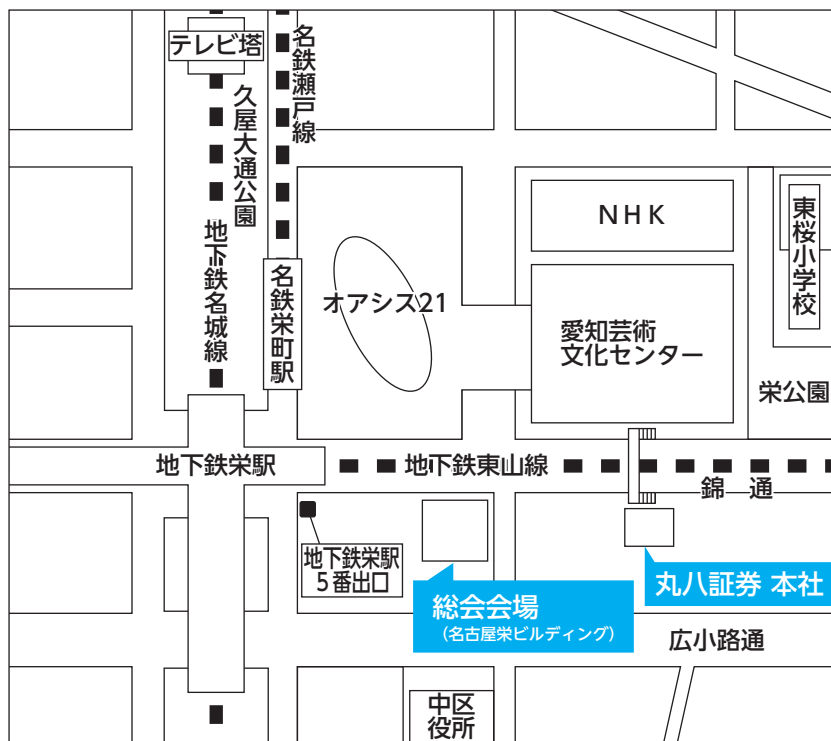 テレビ塔
名鉄瀬戸線
久屋大通公園
地下鉄名城線
名鉄栄町駅
オアシス21
NHK
愛知芸術
文化センター
東桜小学校
栄公園
地下鉄栄駅
地下鉄東山線
錦 通
地下鉄栄駅
5番出口
総会会場
(名古屋栄ビルディング)
丸八証券 本社
広小路通
中区
役所